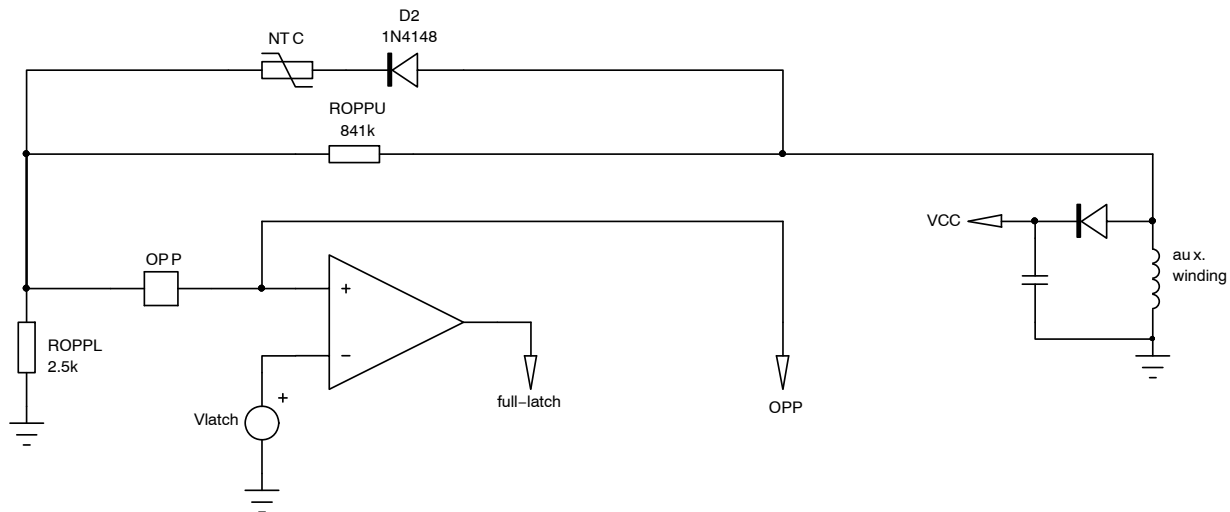 D2
1N4148
NTC
ROPPU
841k
VCC
aux.
winding
OPP
+
−
ROPPL
2.5k
Vlatch
+
full−latch
OPP